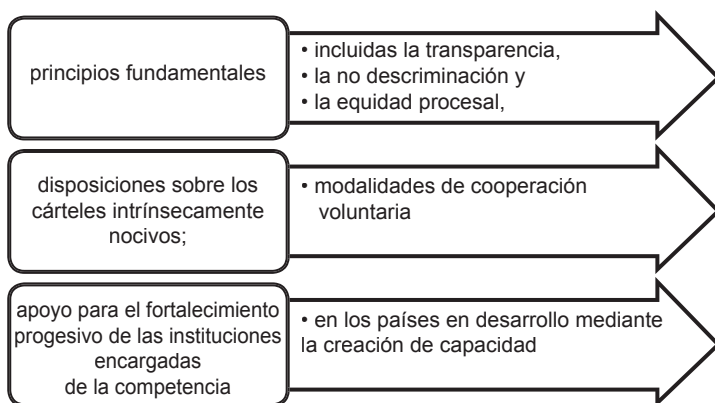 principios fundamentales
• incluidas la transparencia,
• la no descriminación y
• la equidad procesal,
disposiciones sobre los
cárteles intrínsecamente
nocivos;
• modalidades de cooperación
voluntaria
apoyo para el fortalecimiento
progesivo de las instituciones
encargadas
de la competencia
• en los países en desarrollo mediante
la creación de capacidad